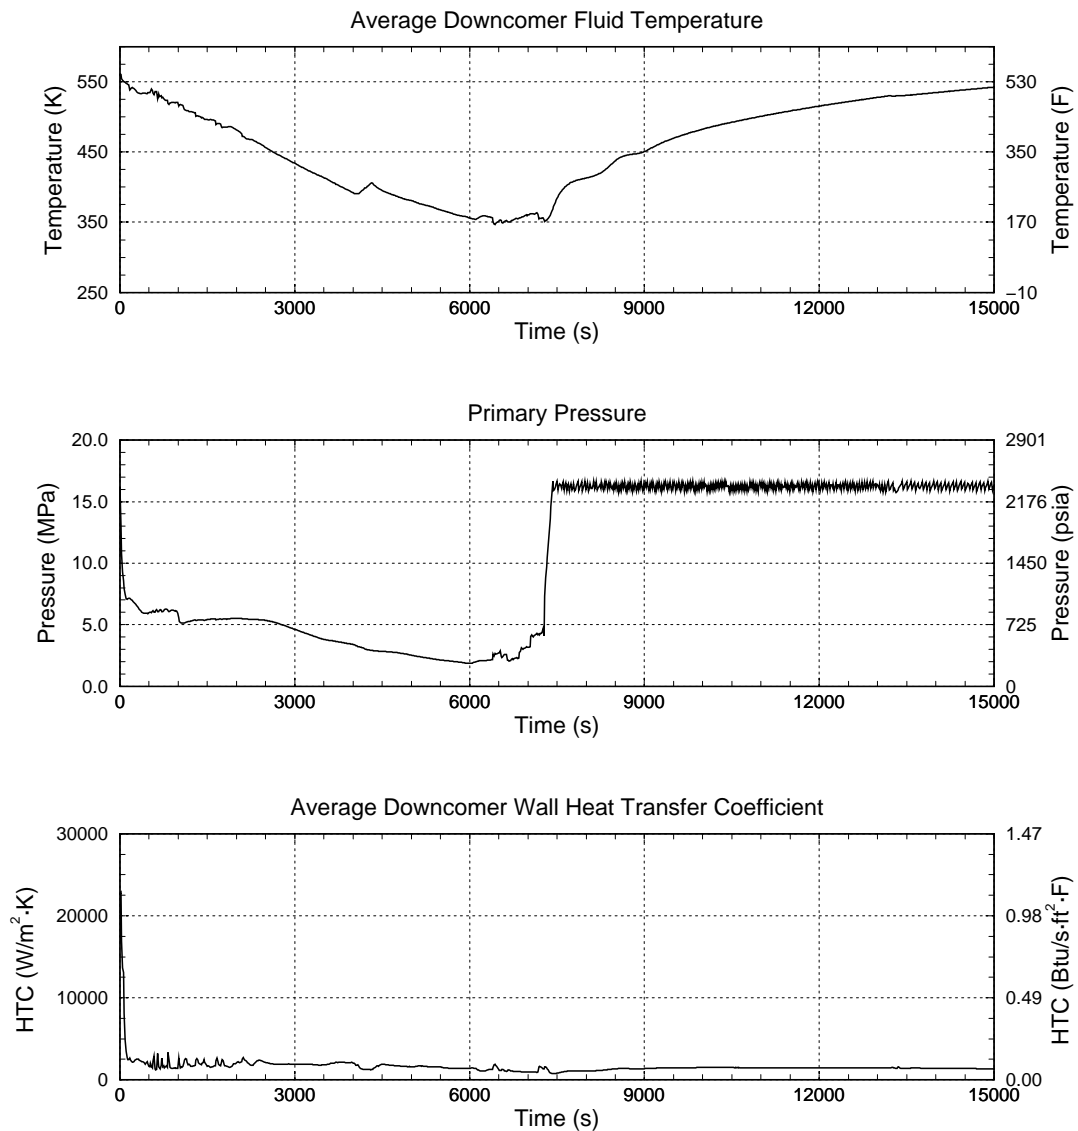 Average Downcomer Fluid Temperature
550
450
350
250
Temperature (K)
530
350
170
−10
Temperature (F)
0 3000 6000 9000 12000 15000
Time (s)
Primary Pressure
20.0
15.0
10.0
5.0
0.0
Pressure (MPa)
2901
2176
1450
725
0
Pressure (psia)
0 3000 6000 9000 12000 15000
Time (s)
Average Downcomer Wall Heat Transfer Coefficient
30000
20000
10000
0
HTC (W/m²·K)
1.47
0.98
0.49
0.00
HTC (Btu/s·ft²·F)
0 3000 6000 9000 12000 15000
Time (s)